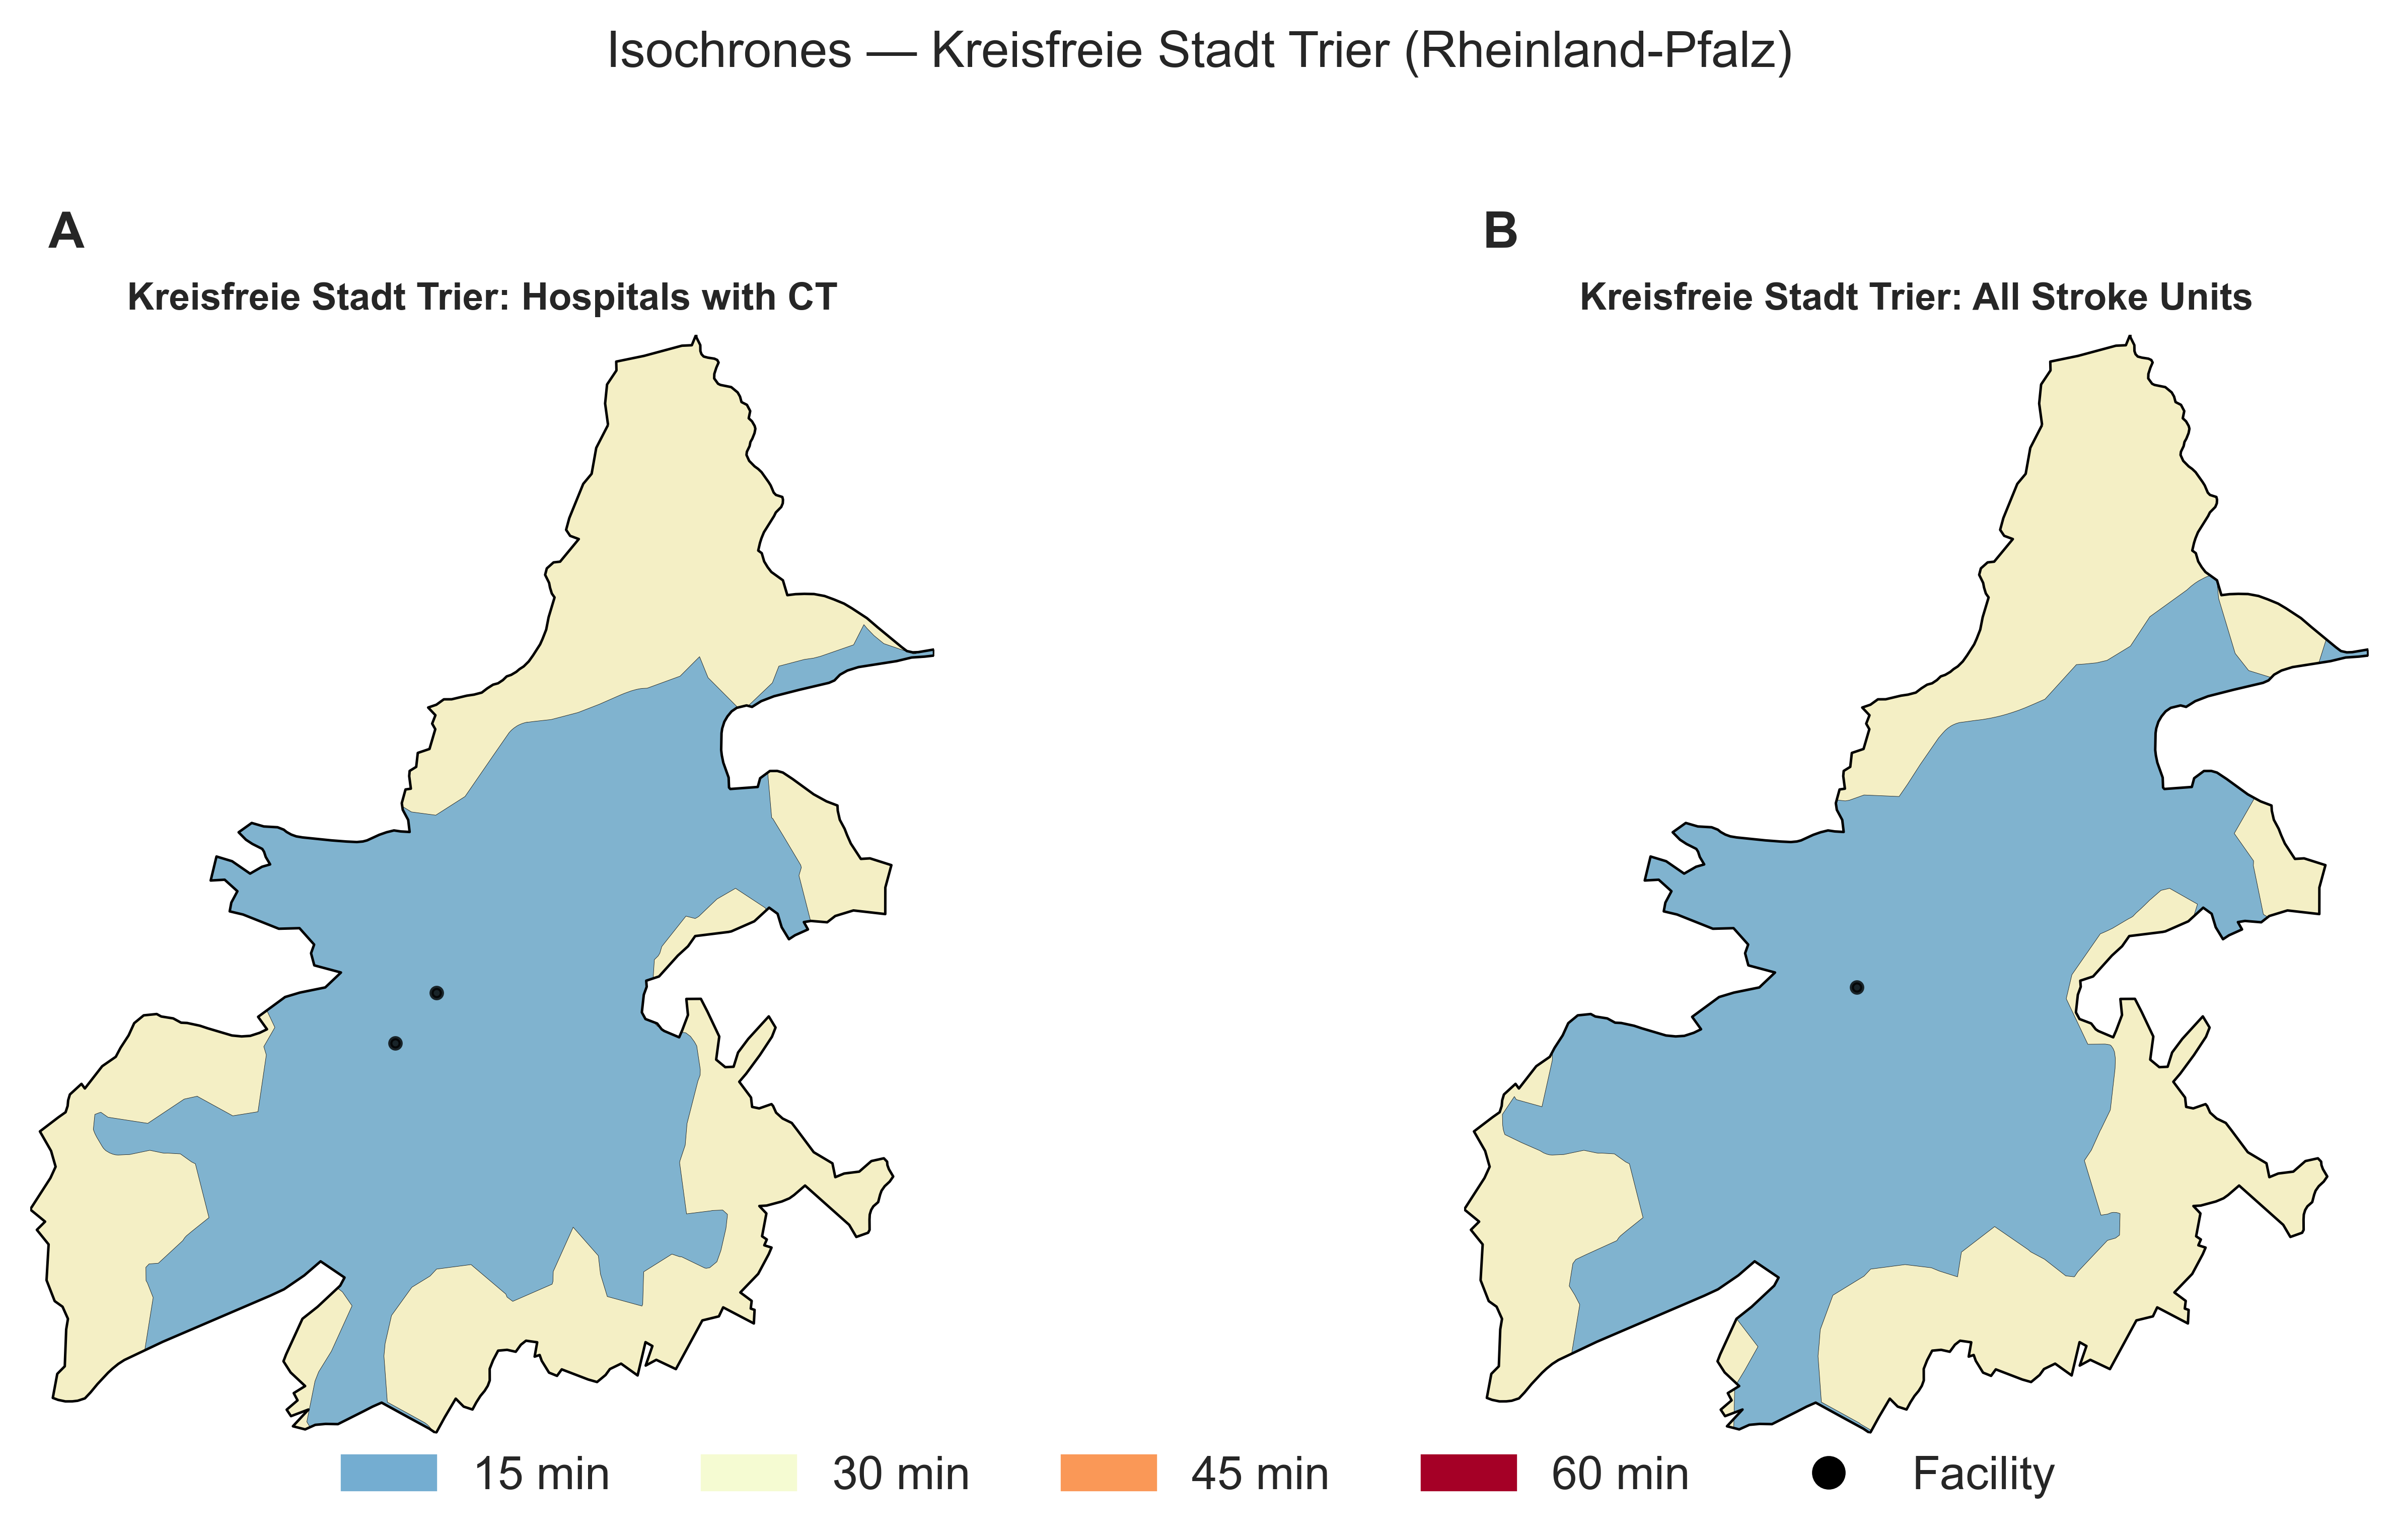 Isochrones — Kreisfreie Stadt Trier (Rheinland-Pfalz)
A
Kreisfreie Stadt Trier: Hospitals with CT
B
Kreisfreie Stadt Trier: All Stroke Units
15 min
30 min
45 min
60 min
Facility